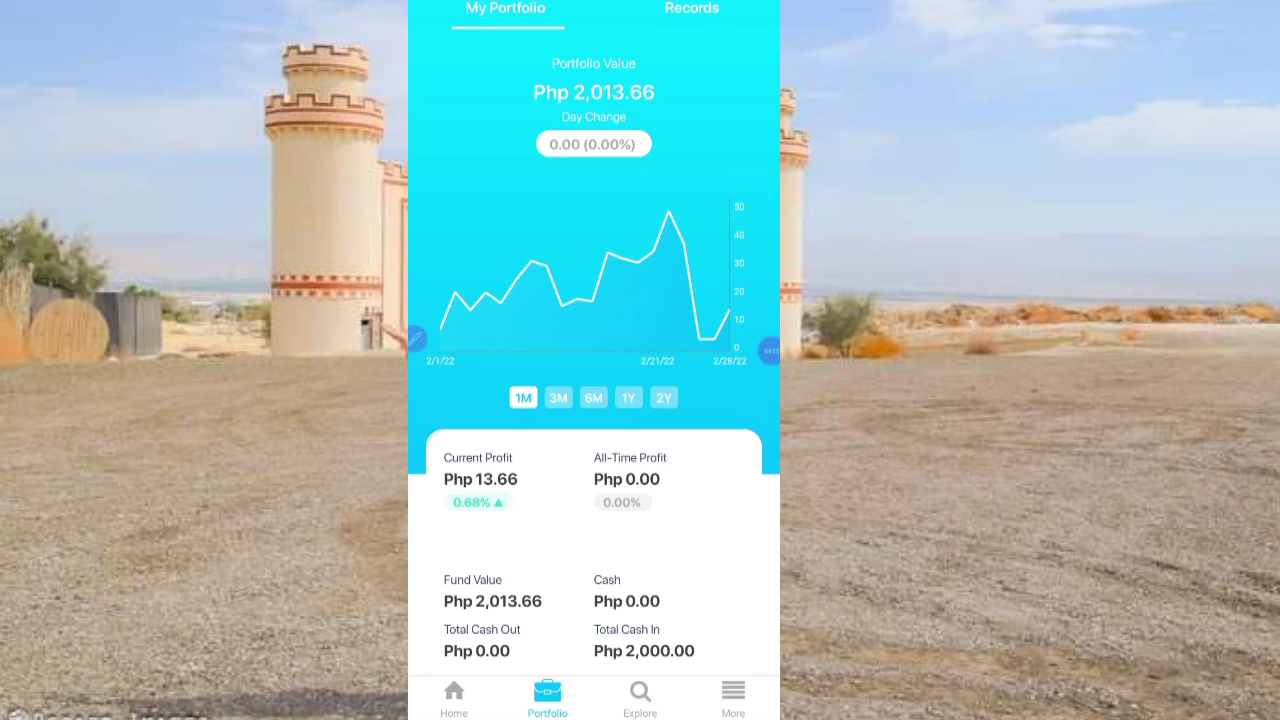 My Portfolio Records
Portfolio Value
Php 2,013.66
Day Change
0.00 (0.00%)
50
40
30
20
10
0
2/1/22 2/21/22 2/28/22
1M 3M 6M 1Y 2Y
Current Profit All-Time Profit
Php 13.66 Php 0.00
0.68% ▲ 0.00%
Fund Value Cash
Php 2,013.66 Php 0.00
Total Cash Out Total Cash In
Php 0.00 Php 2,000.00
Home Portfolio Explore More